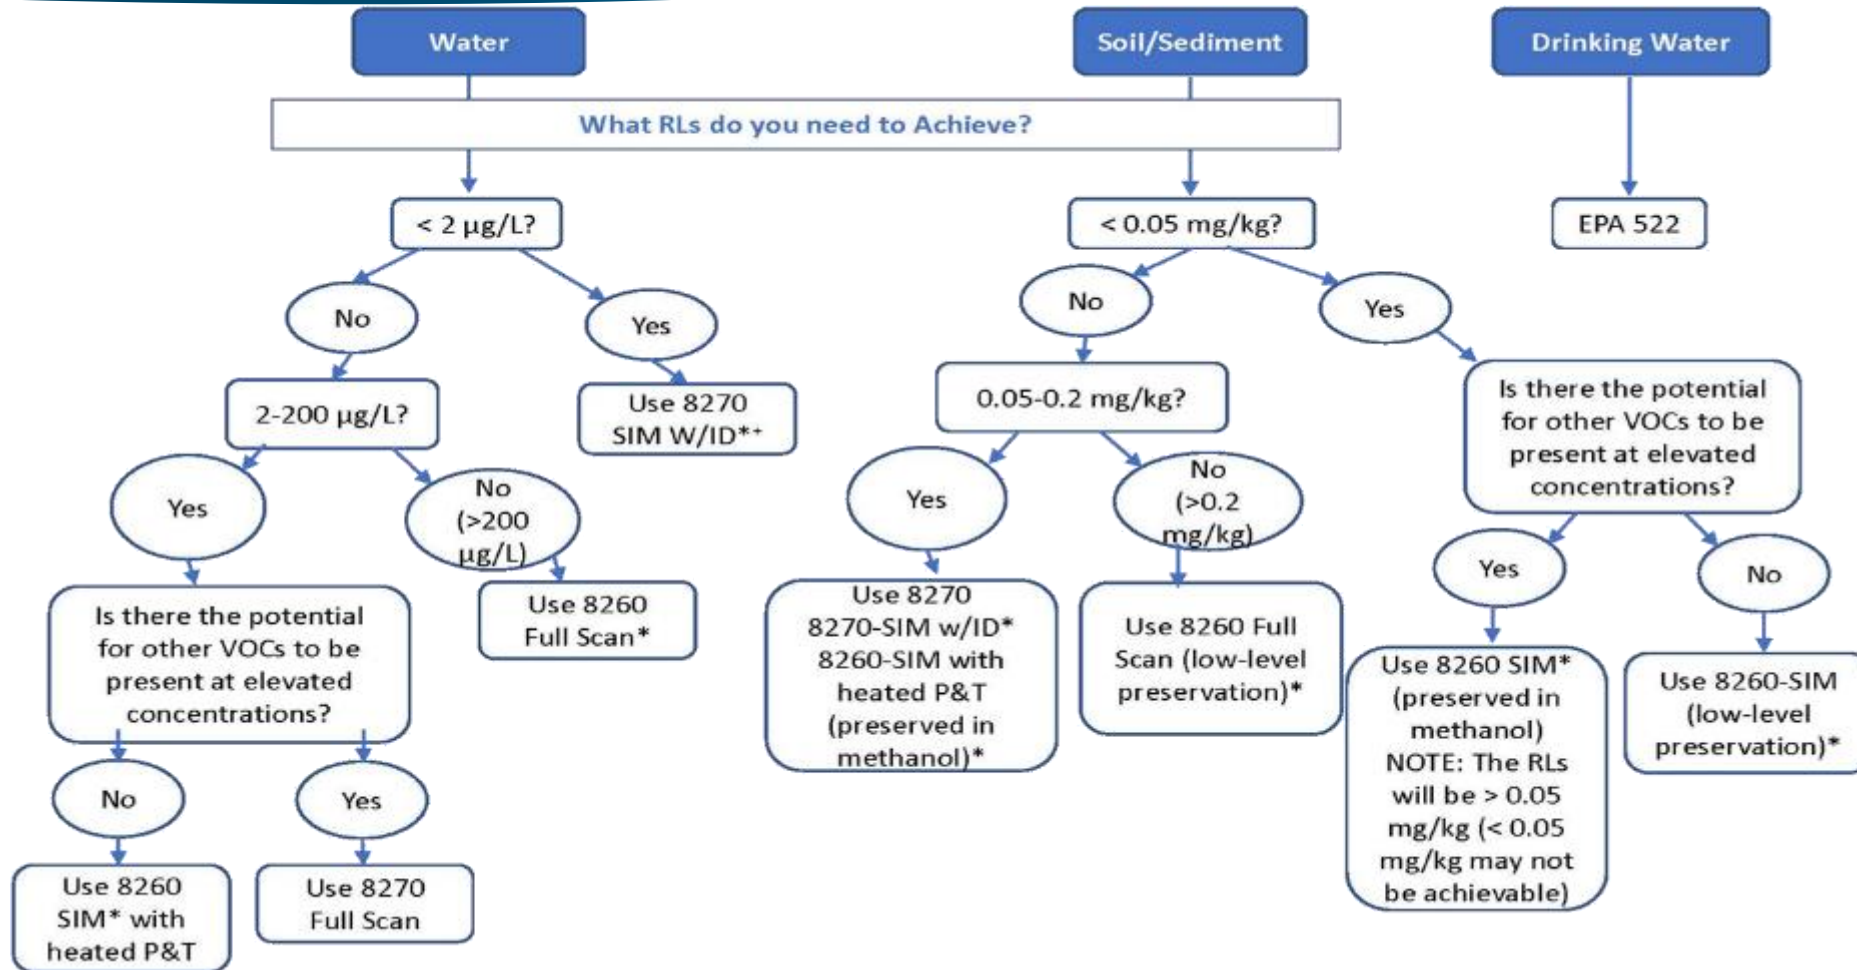 Water
Soil/Sediment
Drinking Water
What RLs do you need to Achieve?
< 2 µg/L?
< 0.05 mg/kg?
EPA 522
No
Yes
No
Yes
2-200 µg/L?
Use 8270
SIM W/ID*⁺
0.05-0.2 mg/kg?
Is there the potential
for other VOCs to be
present at elevated
concentrations?
Yes
No
(>200
µg/L)
Yes
No
(>0.2
mg/kg)
Yes
No
Is there the potential
for other VOCs to be
present at elevated
concentrations?
Use 8260
Full Scan*
Use 8270
8270-SIM w/ID*
8260-SIM with
heated P&T
(preserved in
methanol)*
Use 8260 Full
Scan (low-level
preservation)*
Use 8260 SIM*
(preserved in
methanol)
NOTE: The RLs
will be > 0.05
mg/kg (< 0.05
mg/kg may not
be achievable)
Use 8260-SIM
(low-level
preservation)*
No
Yes
Use 8260
SIM* with
heated P&T
Use 8270
Full Scan